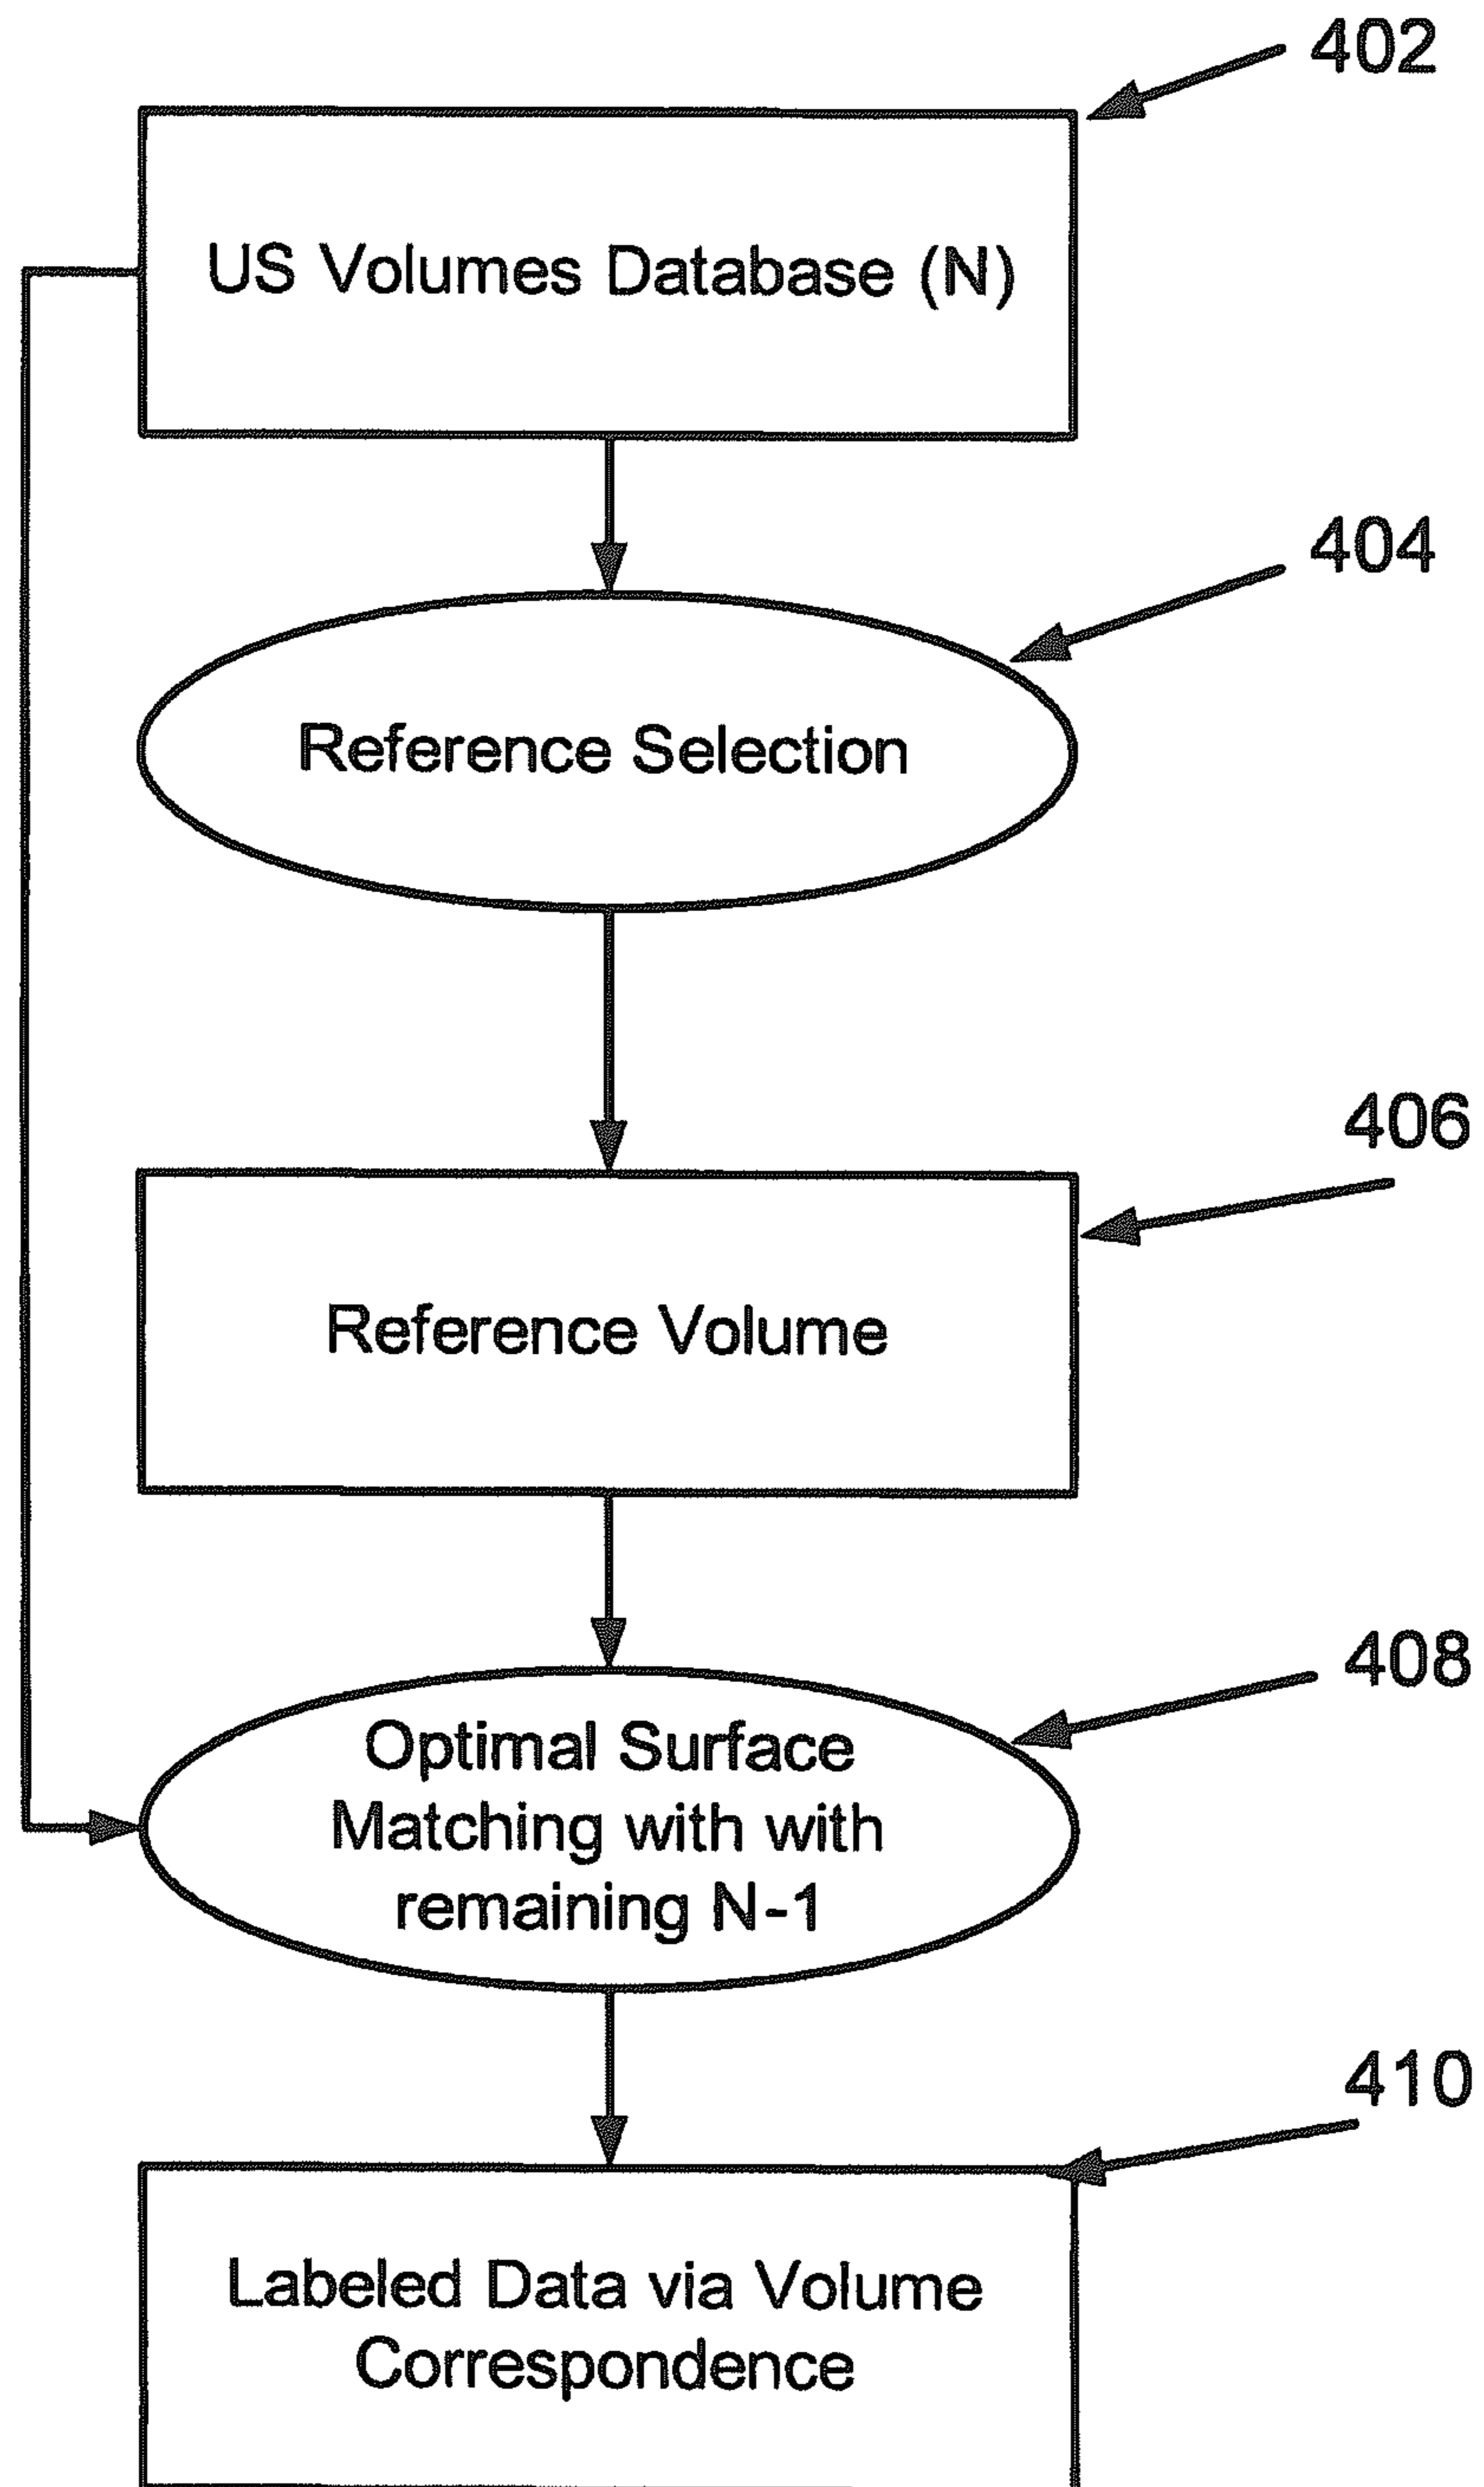 402
US Volumes Database (N)
404
Reference Selection
406
Reference Volume
408
Optimal Surface
Matching with with
remaining N-1
410
Labeled Data via Volume
Correspondence